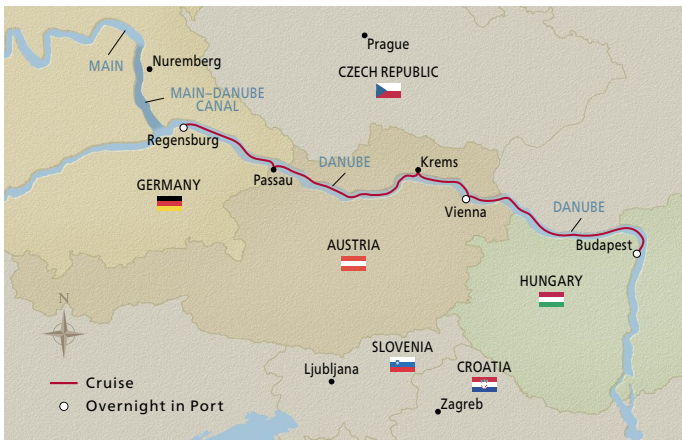 Prague
Nuremberg
MAIN
CZECH REPUBLIC
MAIN–DANUBE
CANAL
Regensburg
Passau
DANUBE
Krems
GERMANY
Vienna
DANUBE
Budapest
AUSTRIA
HUNGARY
N
SLOVENIA
CROATIA
Ljubljana
Zagreb
Cruise
Overnight in Port